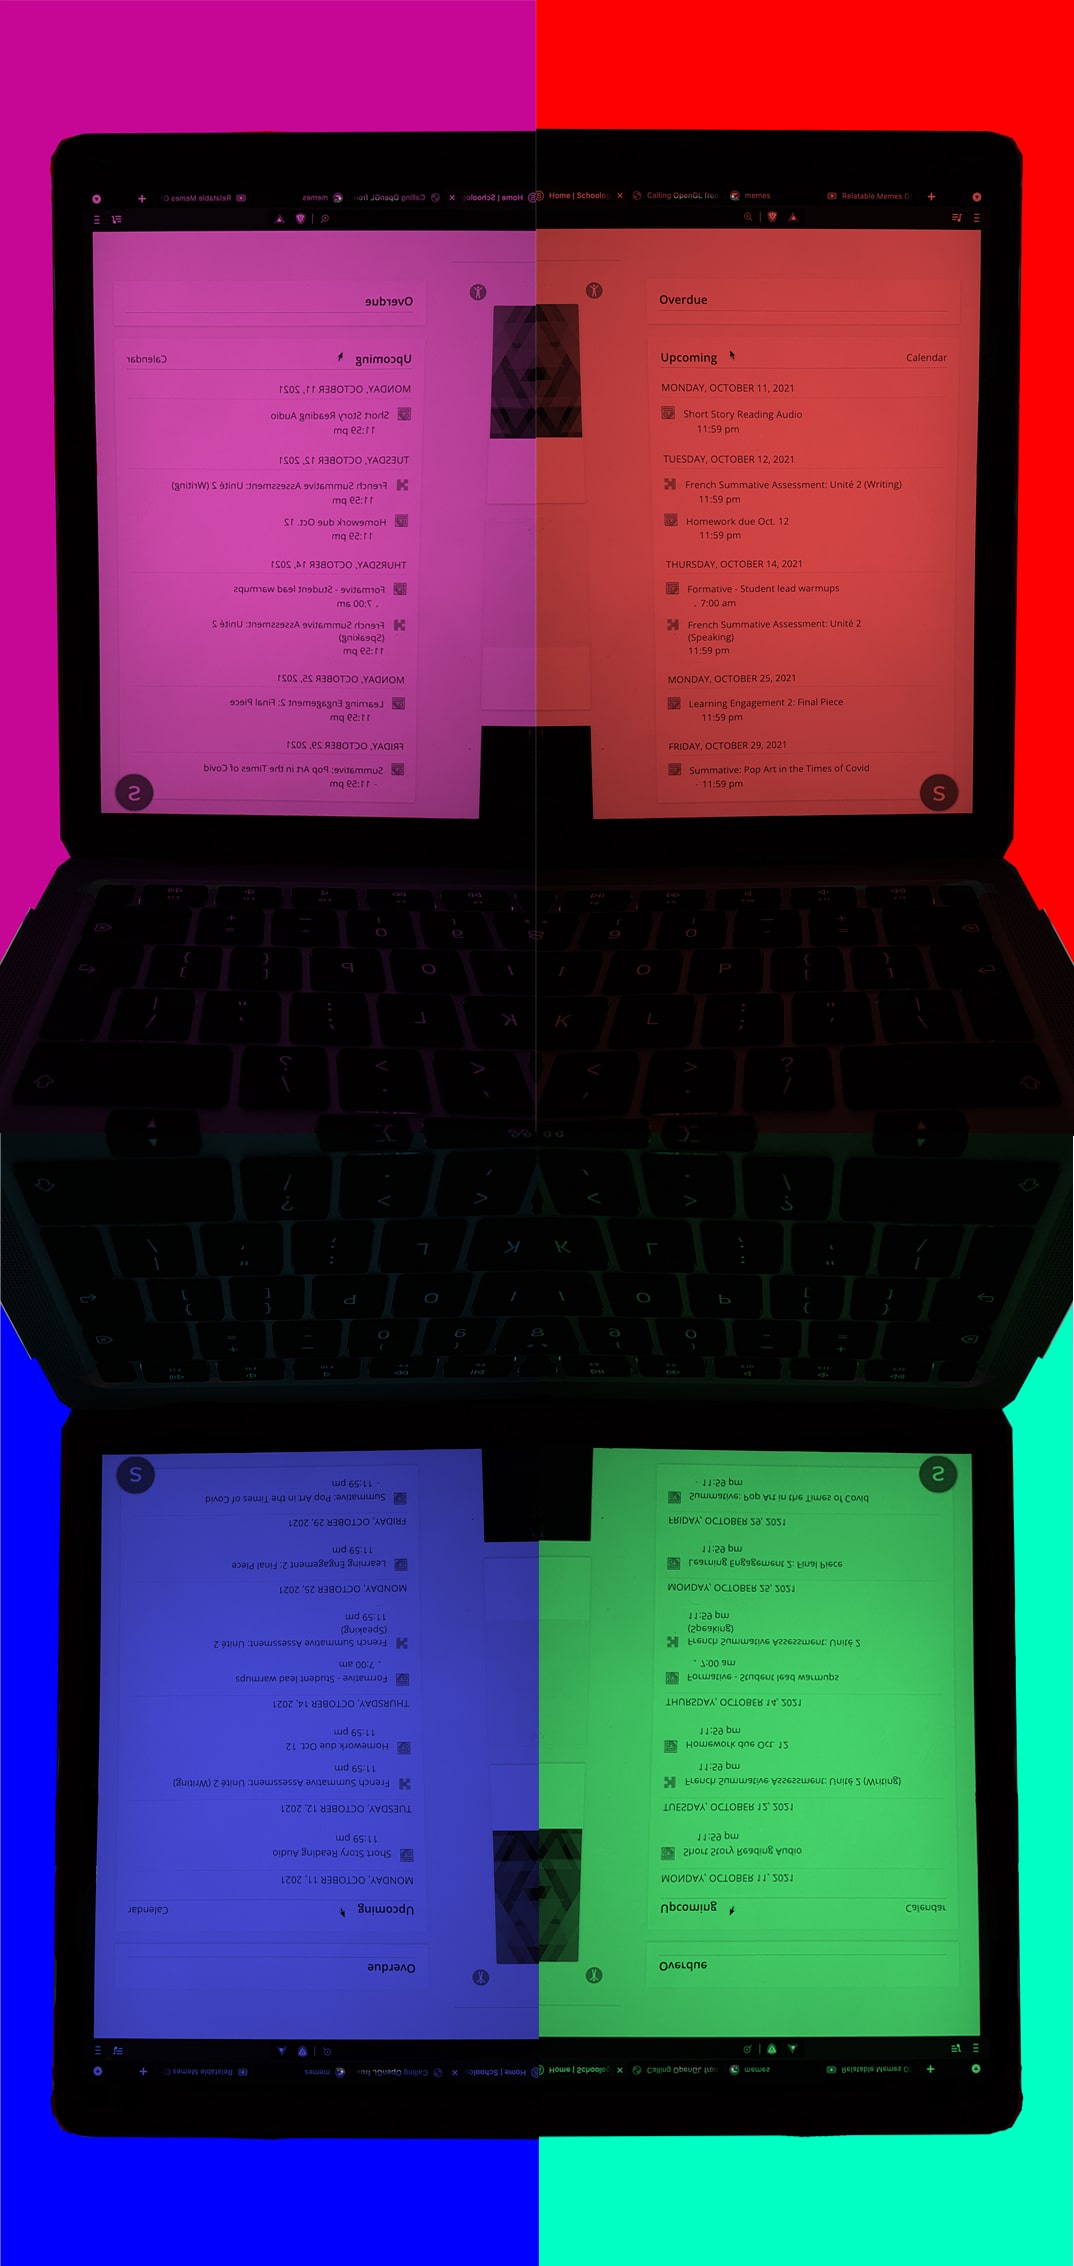 Home | Schoolog
Calling OpenGL from
memes
Relatable Memes O
Overdue
Upcoming
Calendar
MONDAY, OCTOBER 11, 2021
Short Story Reading Audio
11:59 pm
TUESDAY, OCTOBER 12, 2021
French Summative Assessment: Unité 2 (Writing)
11:59 pm
Homework due Oct. 12
11:59 pm
THURSDAY, OCTOBER 14, 2021
Formative - Student lead warmups
7:00 am
French Summative Assessment: Unité 2
(Speaking)
11:59 pm
MONDAY, OCTOBER 25, 2021
Learning Engagement 2: Final Piece
11:59 pm
FRIDAY, OCTOBER 29, 2021
Summative: Pop Art in the Times of Covid
11:59 pm
S
9 0
I O P
K L